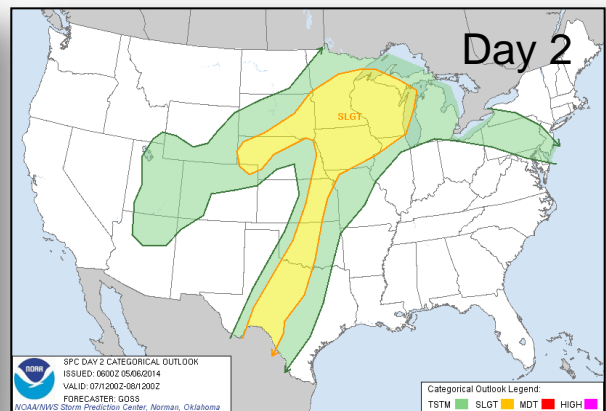 Day 2
SLGT
NOAA
SPC DAY 2 CATEGORICAL OUTLOOK
ISSUED: 0600Z 05/06/2014
VALID: 07/1200Z-08/1200Z
FORECASTER: GOSS
NOAA/NWS Storm Prediction Center, Norman, Oklahoma
Categorical Outlook Legend:
TSTM SLGT MDT HIGH